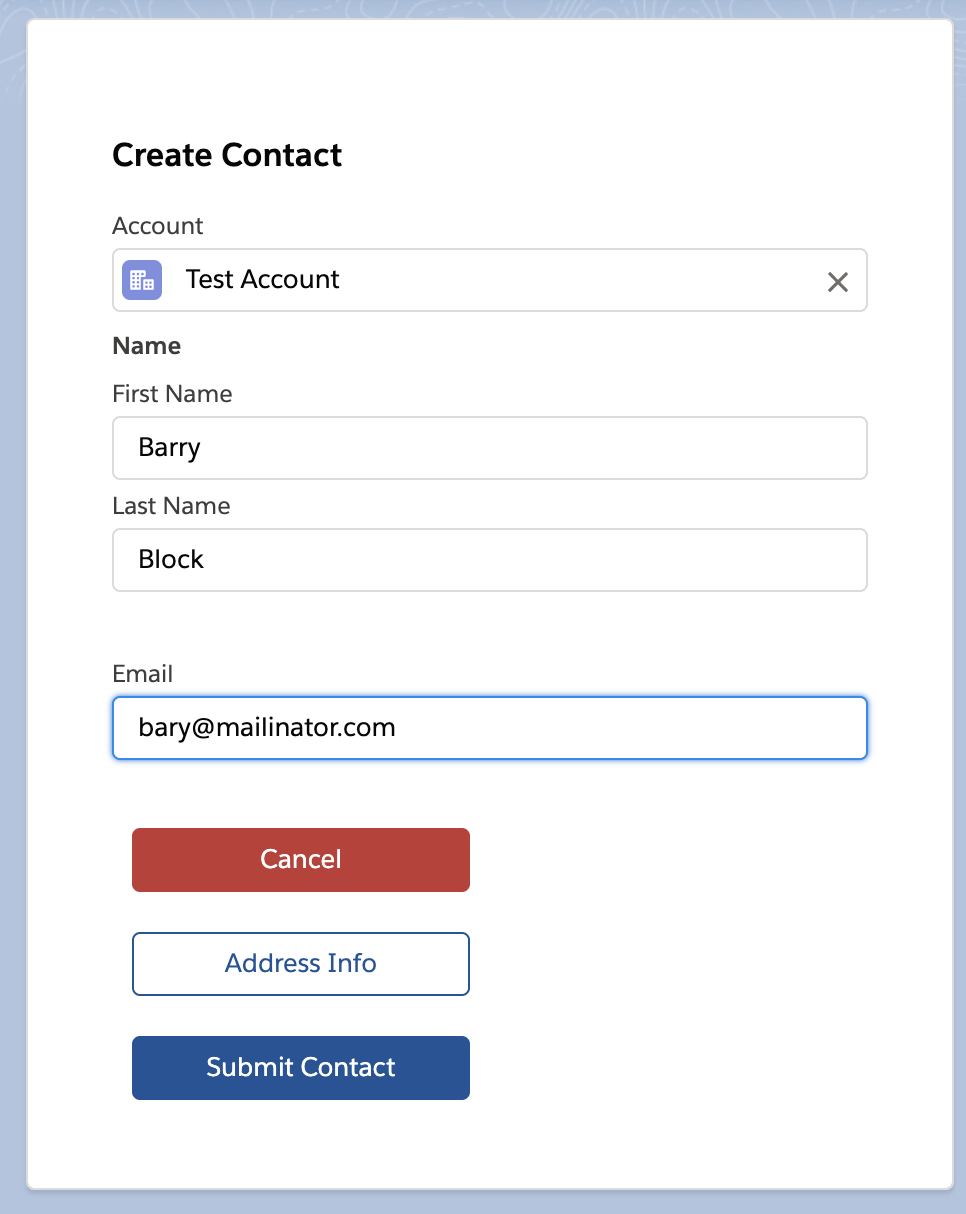 Create Contact
Account
Test Account
Name
First Name
Barry
Last Name
Block
Email
bary@mailinator.com
Cancel
Address Info
Submit Contact